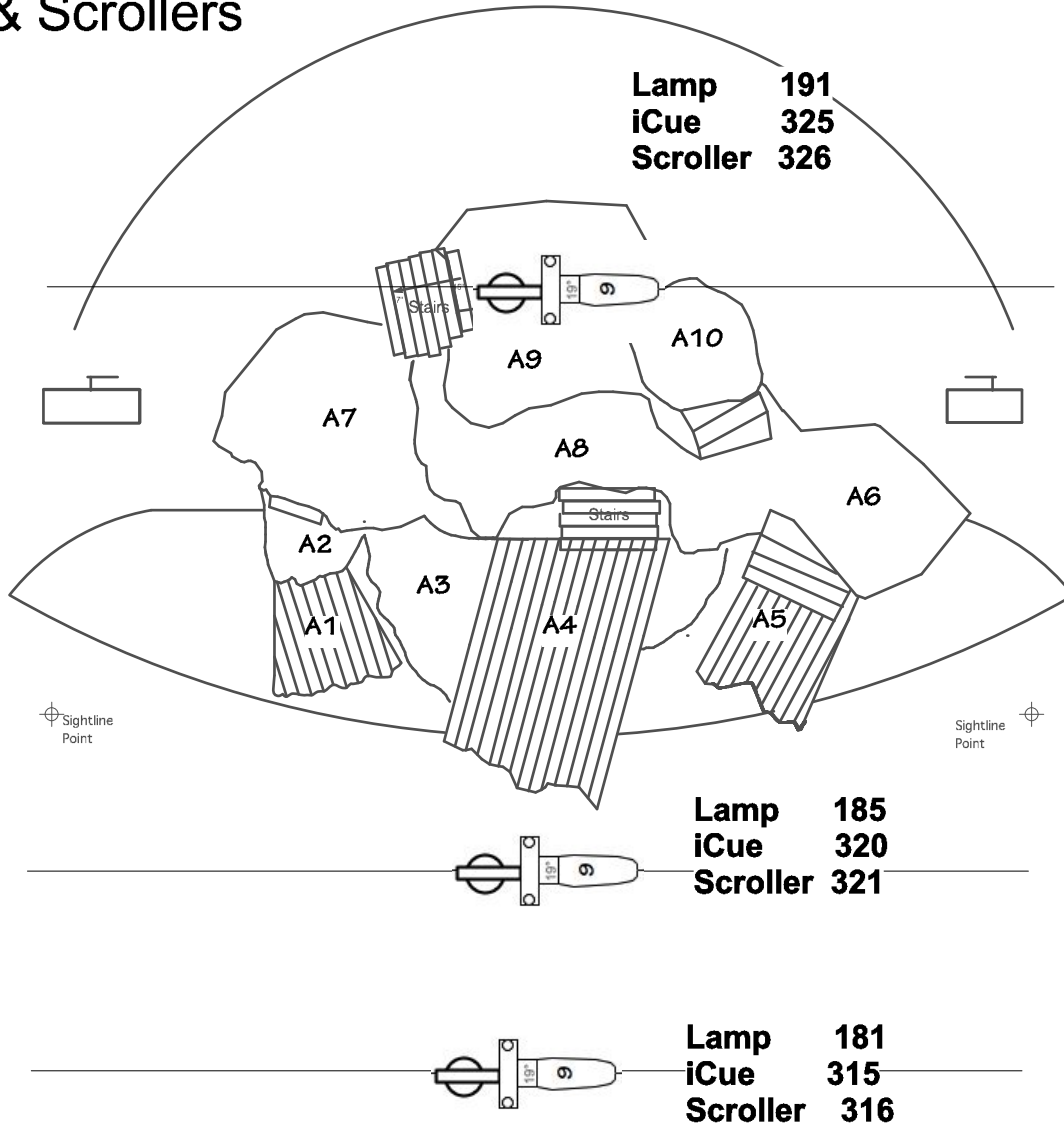 & Scrollers
Lamp 191
iCue 325
Scroller 326
Stairs
19°
9
A10
A9
A7
A8
A6
Stairs
A2
A3
A1
A4
A5
Sightline
Point
Sightline
Point
Lamp 185
iCue 320
Scroller 321
19°
9
Lamp 181
iCue 315
Scroller 316
19°
9